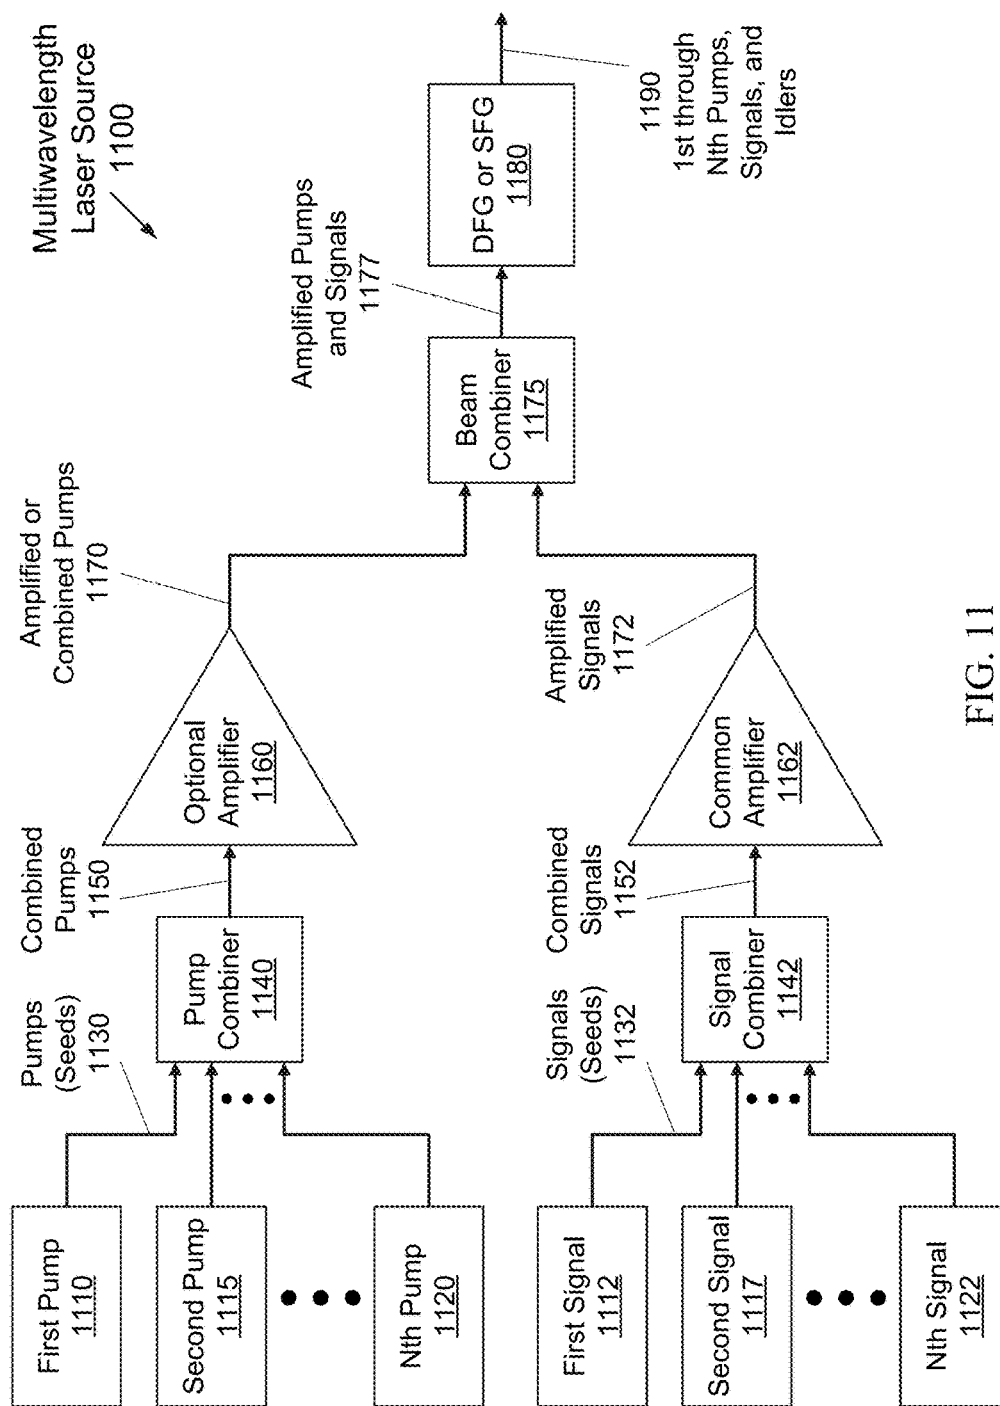 Multiwavelength
Laser Source
1100
First Pump
1110
Second Pump
1115
Nth Pump
1120
Pumps
(Seeds)
1130
Pump
Combiner
1140
Combined
Pumps
1150
Optional
Amplifier
1160
Amplified or
Combined Pumps
1170
First Signal
1112
Second Signal
1117
Nth Signal
1122
Signals
(Seeds)
1132
Signal
Combiner
1142
Combined
Signals
1152
Common
Amplifier
1162
Amplified
Signals
1172
Beam
Combiner
1175
Amplified Pumps
and Signals
1177
DFG or SFG
1180
1190
1st through
Nth Pumps,
Signals, and
Idlers
FIG. 11